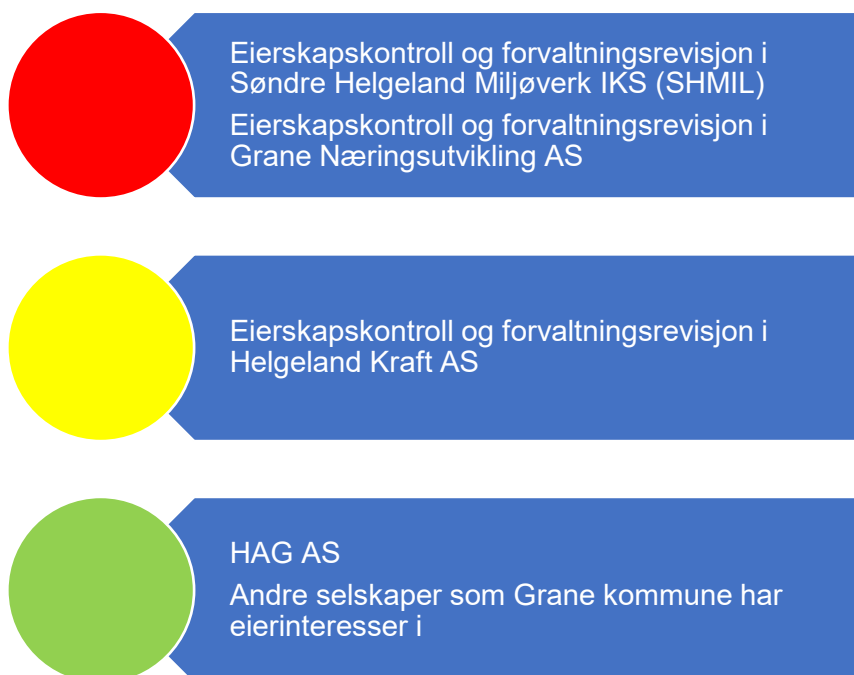 Eierskapskontroll og forvaltningsrevisjon i
Søndre Helgeland Miljøverk IKS (SHMIL)
Eierskapskontroll og forvaltningsrevisjon i
Grane Næringsutvikling AS
Eierskapskontroll og forvaltningsrevisjon i
Helgeland Kraft AS
HAG AS
Andre selskaper som Grane kommune har
eierinteresser i